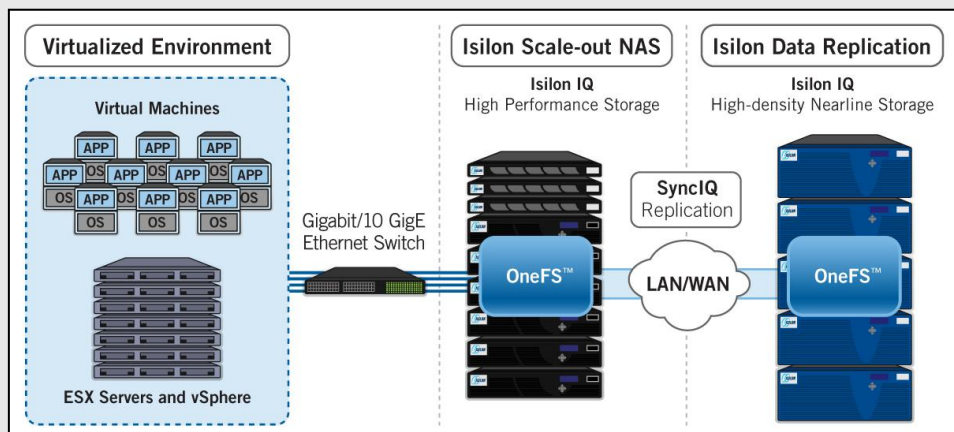 Virtualized Environment
Isilon Scale-out NAS
Isilon Data Replication
Virtual Machines
APP
APP
APP
OS
OS
OS
APP
APP
APP
APP
OS
OS
OS
OS
APP
APP
APP
OS
OS
OS
ESX Servers and vSphere
Gigabit/10 GigE
Ethernet Switch
Isilon IQ
High Performance Storage
OneFS™
SyncIQ
Replication
LAN/WAN
Isilon IQ
High-density Nearline Storage
OneFS™